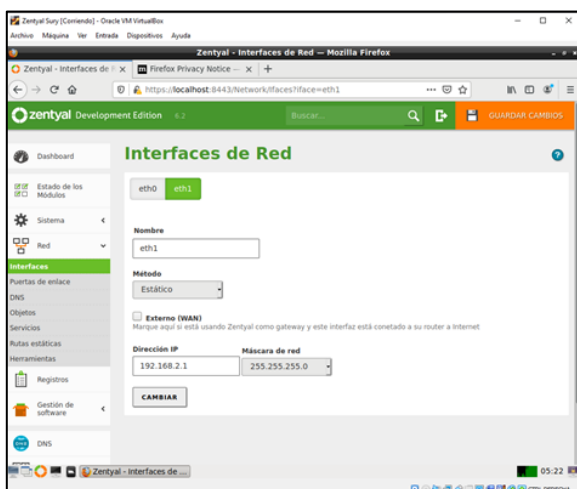 Zentyal Sury [Corriendo] - Oracle VM VirtualBox
Archivo Máquina Ver Entrada Dispositivos Ayuda
Zentyal - Interfaces de Red — Mozilla Firefox
Zentyal - Interfaces de R Firefox Privacy Notice —
https://localhost:8443/Network/Ifaces?iface=eth1
zentyal Development Edition 6.2 Buscar... GUARDAR CAMBIOS
Dashboard
Estado de los Módulos
Sistema
Red
Interfaces
Puertas de enlace
DNS
Objetos
Servicios
Rutas estáticas
Herramientas
Registros
Gestión de software
DNS
Interfaces de Red
eth0 eth1
Nombre
eth1
Método
Estático
Externo (WAN)
Marque aquí si está usando Zentyal como gateway y este interfaz está conetado a su router a Internet
Dirección IP Máscara de red
192.168.2.1 255.255.255.0
CAMBIAR
Zentyal - Interfaces de ... 05:22